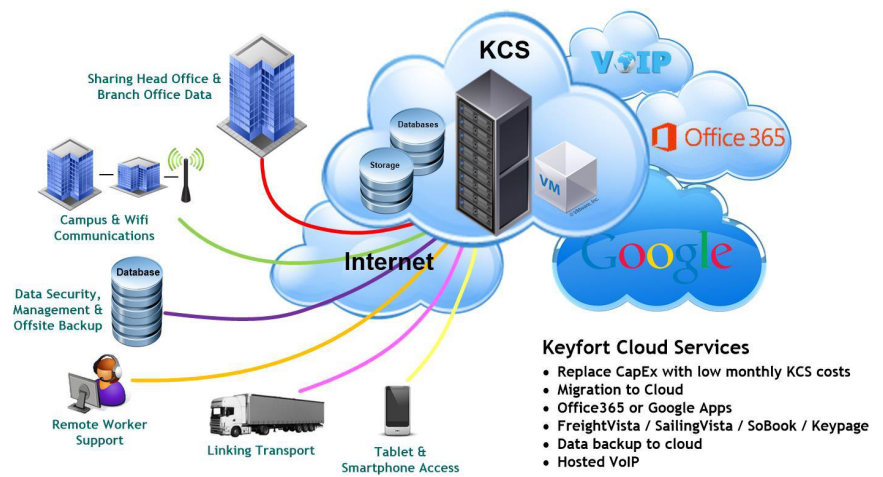 KCS
VOIP
Sharing Head Office &
Branch Office Data
Databases
Office 365
Storage
VM
© VMware, Inc.
Campus & Wifi
Communications
Google
Internet
Database
Data Security,
Management &
Offsite Backup
Keyfort Cloud Services
• Replace CapEx with low monthly KCS costs
• Migration to Cloud
• Office365 or Google Apps
• FreightVista / SailingVista / SoBook / Keypage
• Data backup to cloud
• Hosted VoIP
Remote Worker
Support
Linking Transport
Tablet &
Smartphone Access